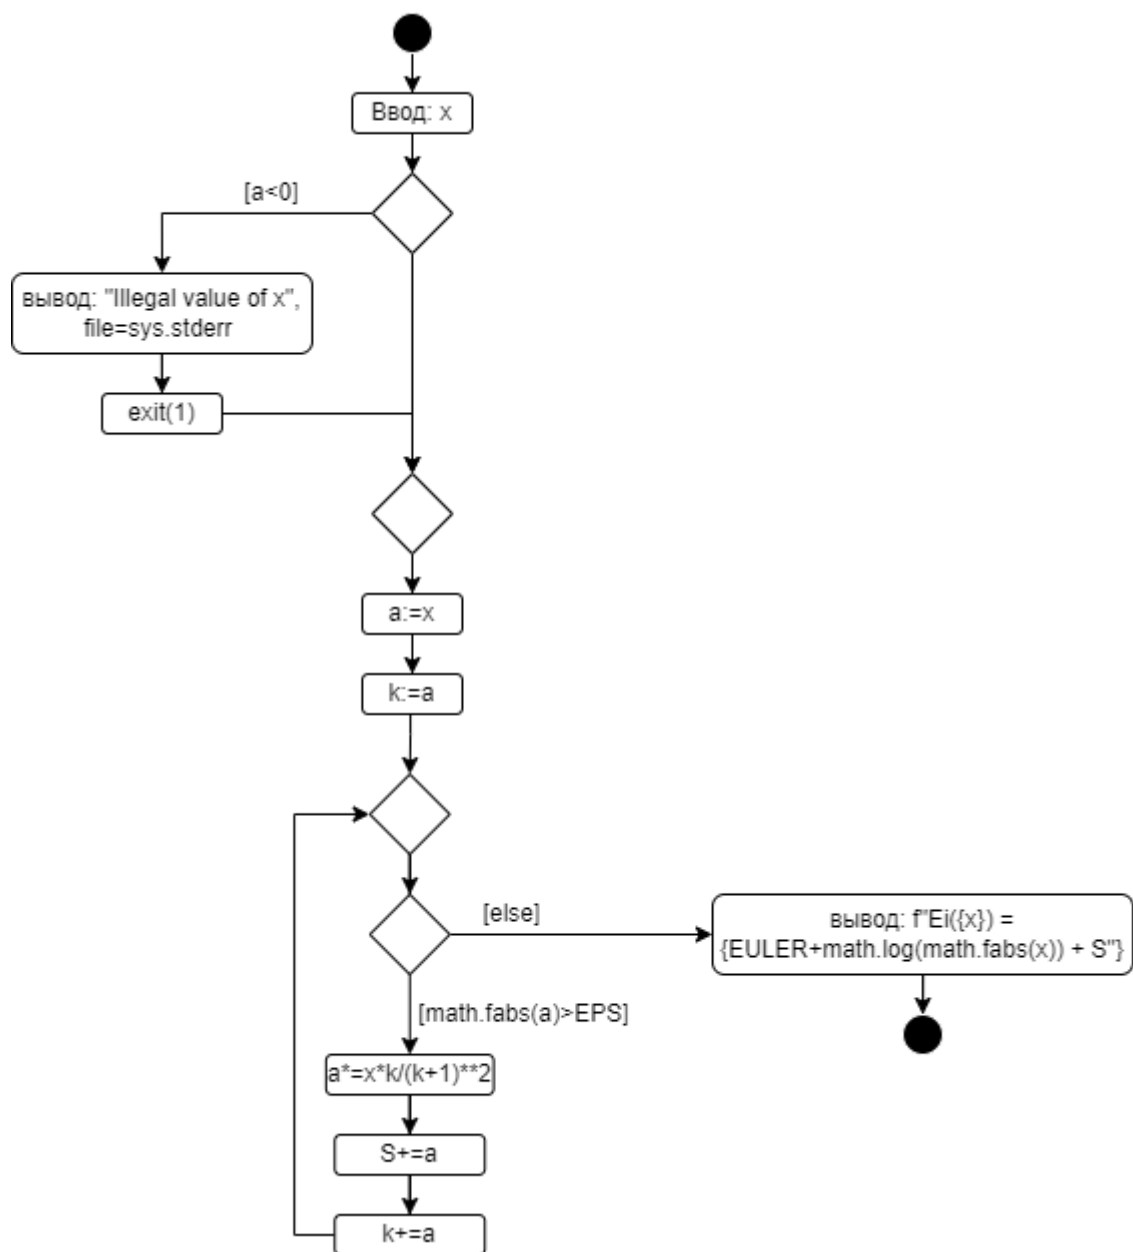 Ввод: x
[a<0]
вывод: "Illegal value of x",
file=sys.stderr
exit(1)
a:=x
k:=a
[else]
вывод: f"Ei({x}) =
{EULER+math.log(math.fabs(x)) + S"}
[math.fabs(a)>EPS]
a*=x*k/(k+1)**2
S+=a
k+=a